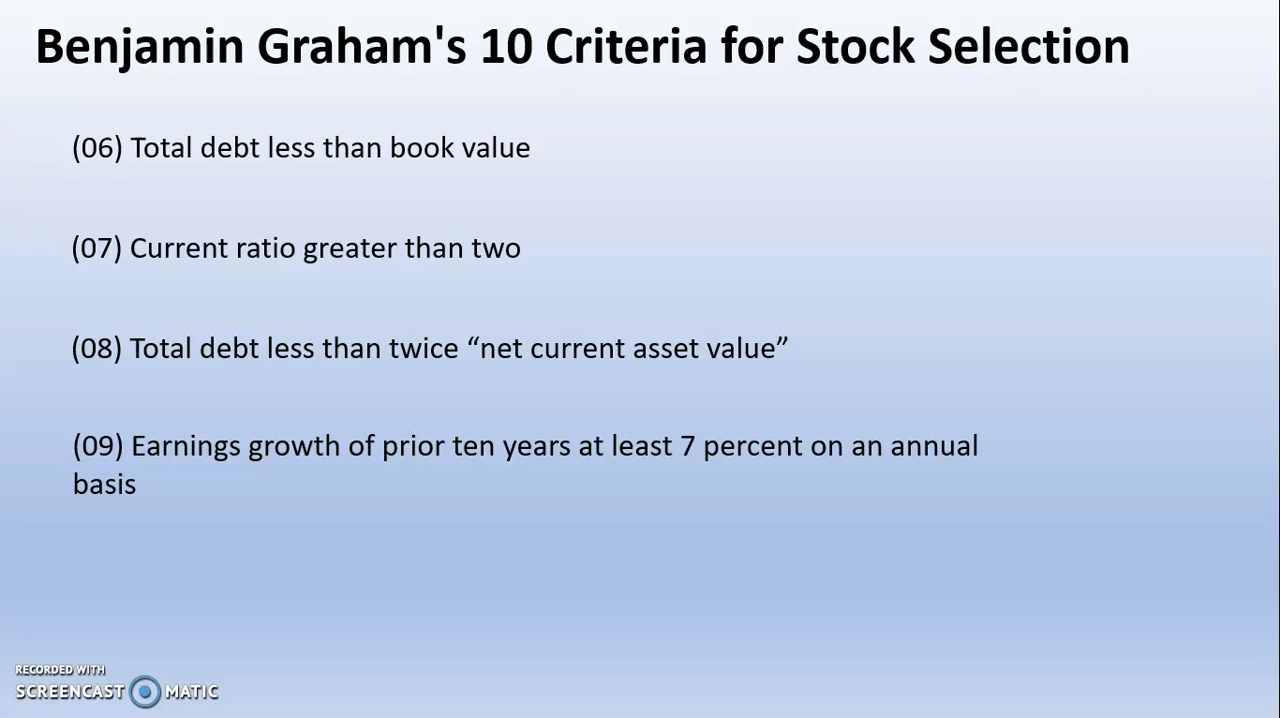 Benjamin Graham's 10 Criteria for Stock Selection
(06) Total debt less than book value
(07) Current ratio greater than two
(08) Total debt less than twice “net current asset value”
(09) Earnings growth of prior ten years at least 7 percent on an annual
basis
RECORDED WITH
SCREENCAST MATIC